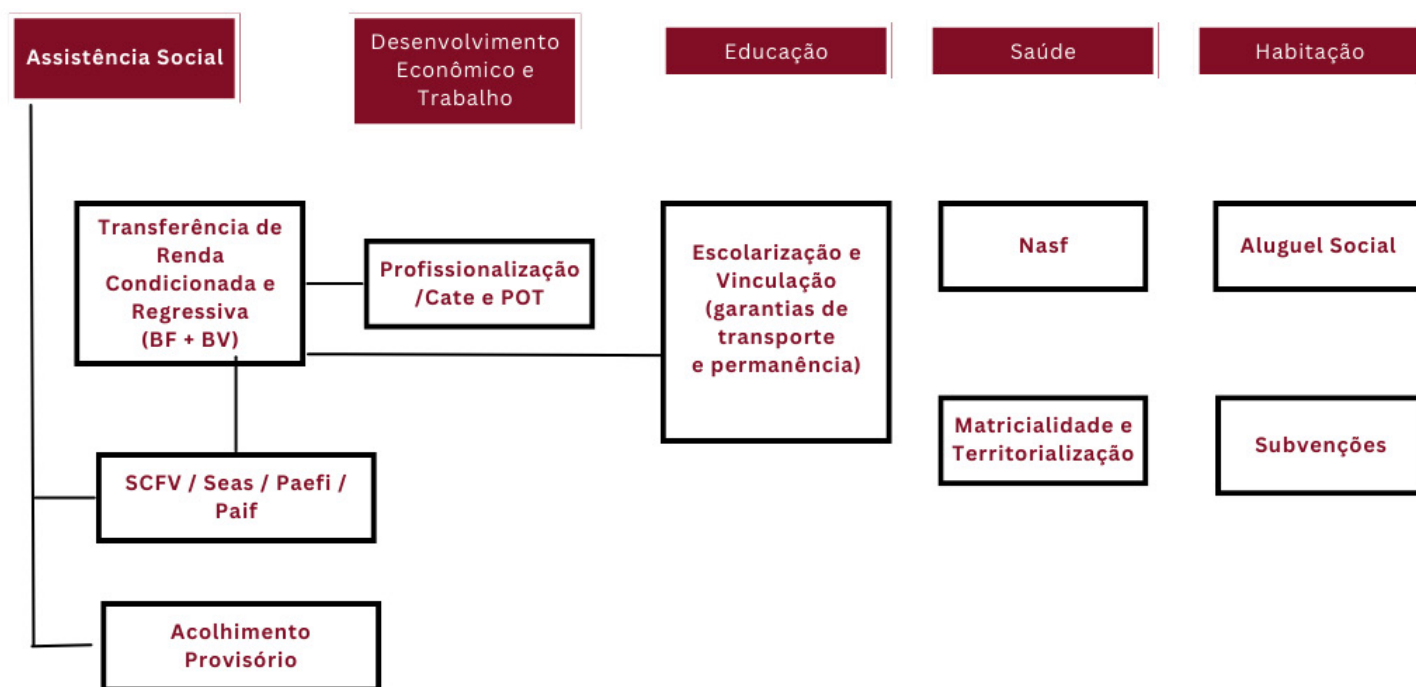 Assistência Social
Desenvolvimento
Econômico e
Trabalho
Educação
Saúde
Habitação
Transferência de
Renda
Condicionada e
Regressiva
(BF + BV)
Profissionalização
/Cate e POT
Escolarização e
Vinculação
(garantias de
transporte
e permanência)
Nasf
Aluguel Social
Matricialidade e
Territorialização
Subvenções
SCFV / Seas / Paefi /
Paif
Acolhimento
Provisório